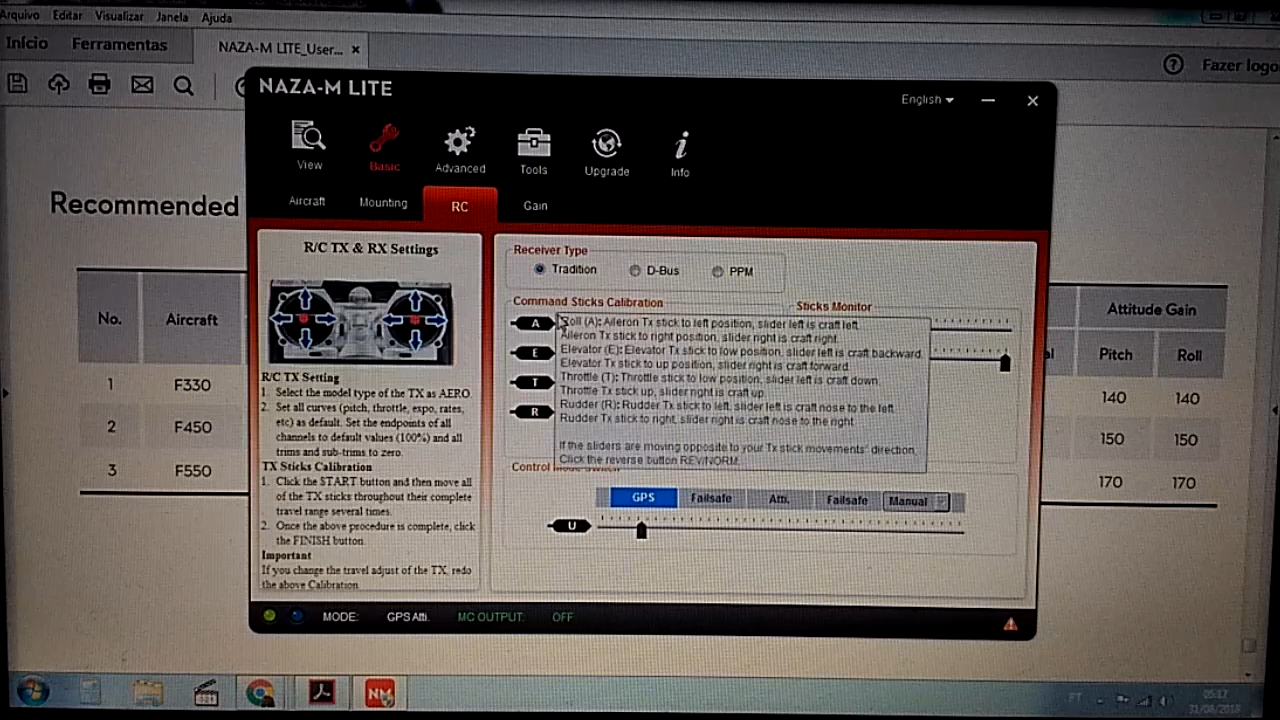 Arquivo Editar Visualizar Janela Ajuda
Início Ferramentas NAZA-M LITE_User... ×
Fazer logo
NAZA-M LITE
English
View Basic Advanced Tools Upgrade Info
Aircraft Mounting RC Gain
Recommended
No. Aircraft
1 F330
2 F450
3 F550
Attitude Gain
Pitch Roll
140 140
150 150
170 170
R/C TX & RX Settings
R/C TX Setting
1. Select the model type of the TX as AERO.
2. Set all curves (pitch, throttle, expo, rates,
etc) as default. Set the endpoints of all
channels to default values (100%) and all
trims and sub-trims to zero.
TX Sticks Calibration
1. Click the START button and then move all
of the TX sticks throughout their complete
travel range several times.
2. Once the above procedure is complete, click
the FINISH button.
Important
If you change the travel adjust of the TX, redo
the above Calibration.
Receiver Type
Tradition D-Bus PPM
Command Sticks Calibration
Sticks Monitor
A
E
T
R
Roll (A): Aileron Tx stick to left position, slider left is craft left.
Aileron Tx stick to right position, slider right is craft right.
Elevator (E): Elevator Tx stick to low position, slider left is craft backward.
Elevator Tx stick to up position, slider right is craft forward.
Throttle (T): Throttle stick to low position, slider left is craft down.
Throttle Tx stick up, slider right is craft up.
Rudder (R): Rudder Tx stick to left, slider left is craft nose to the left.
Rudder Tx stick to right, slider right is craft nose to the right.
If the sliders are moving opposite to your Tx stick movements' direction,
Click the reverse button REV/NORM.
Control Mode Switch
GPS Failsafe Atti. Failsafe Manual
U
MODE: GPS Atti. MC OUTPUT: OFF
NM
PT
05:17
31/08/2018